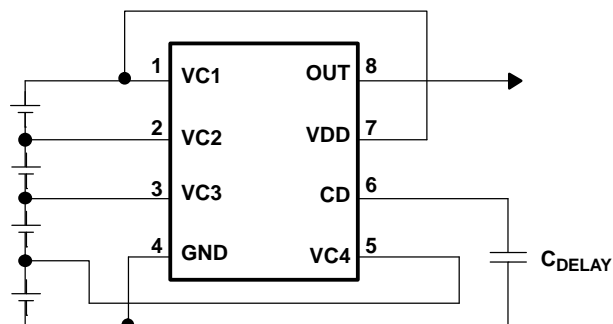 1 VC1 OUT 8
2 VC2 VDD 7
3 VC3 CD 6
4 GND VC4 5
CDELAY